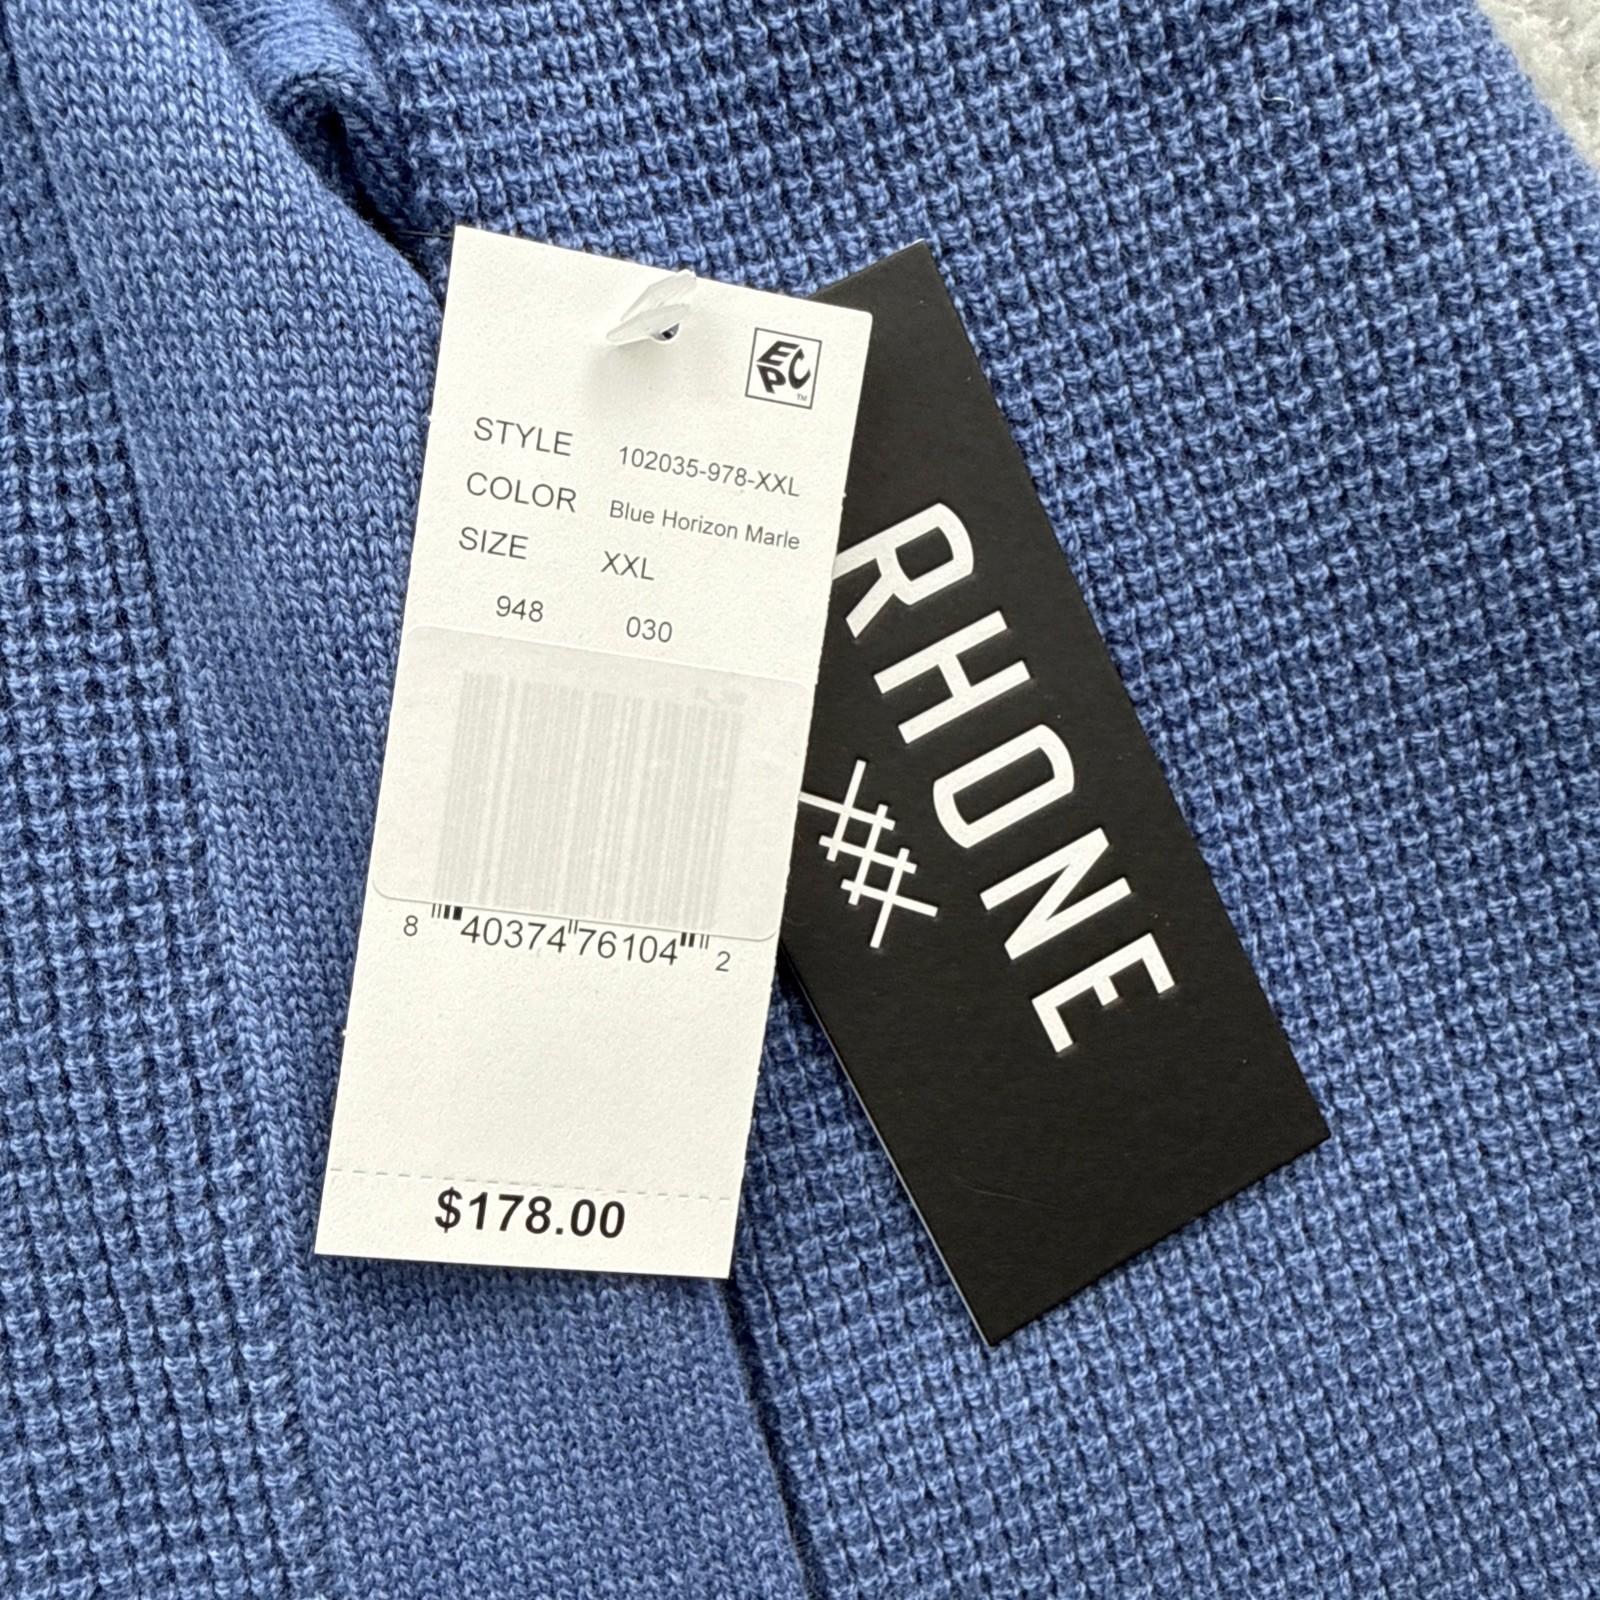 EPC
TM
STYLE 102035-978-XXL
COLOR Blue Horizon Marle
SIZE XXL
948 030
8 40374 76104 2
$178.00
RHONE